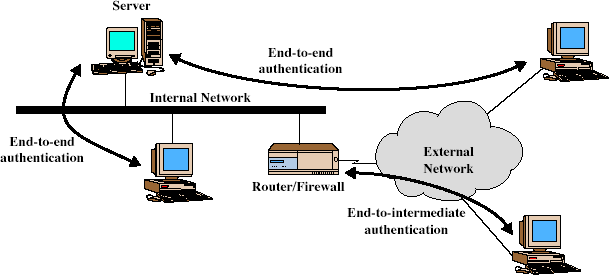 Server
End-to-end
authentication
Internal Network
End-to-end
authentication
External
Network
Router/Firewall
End-to-intermediate
authentication